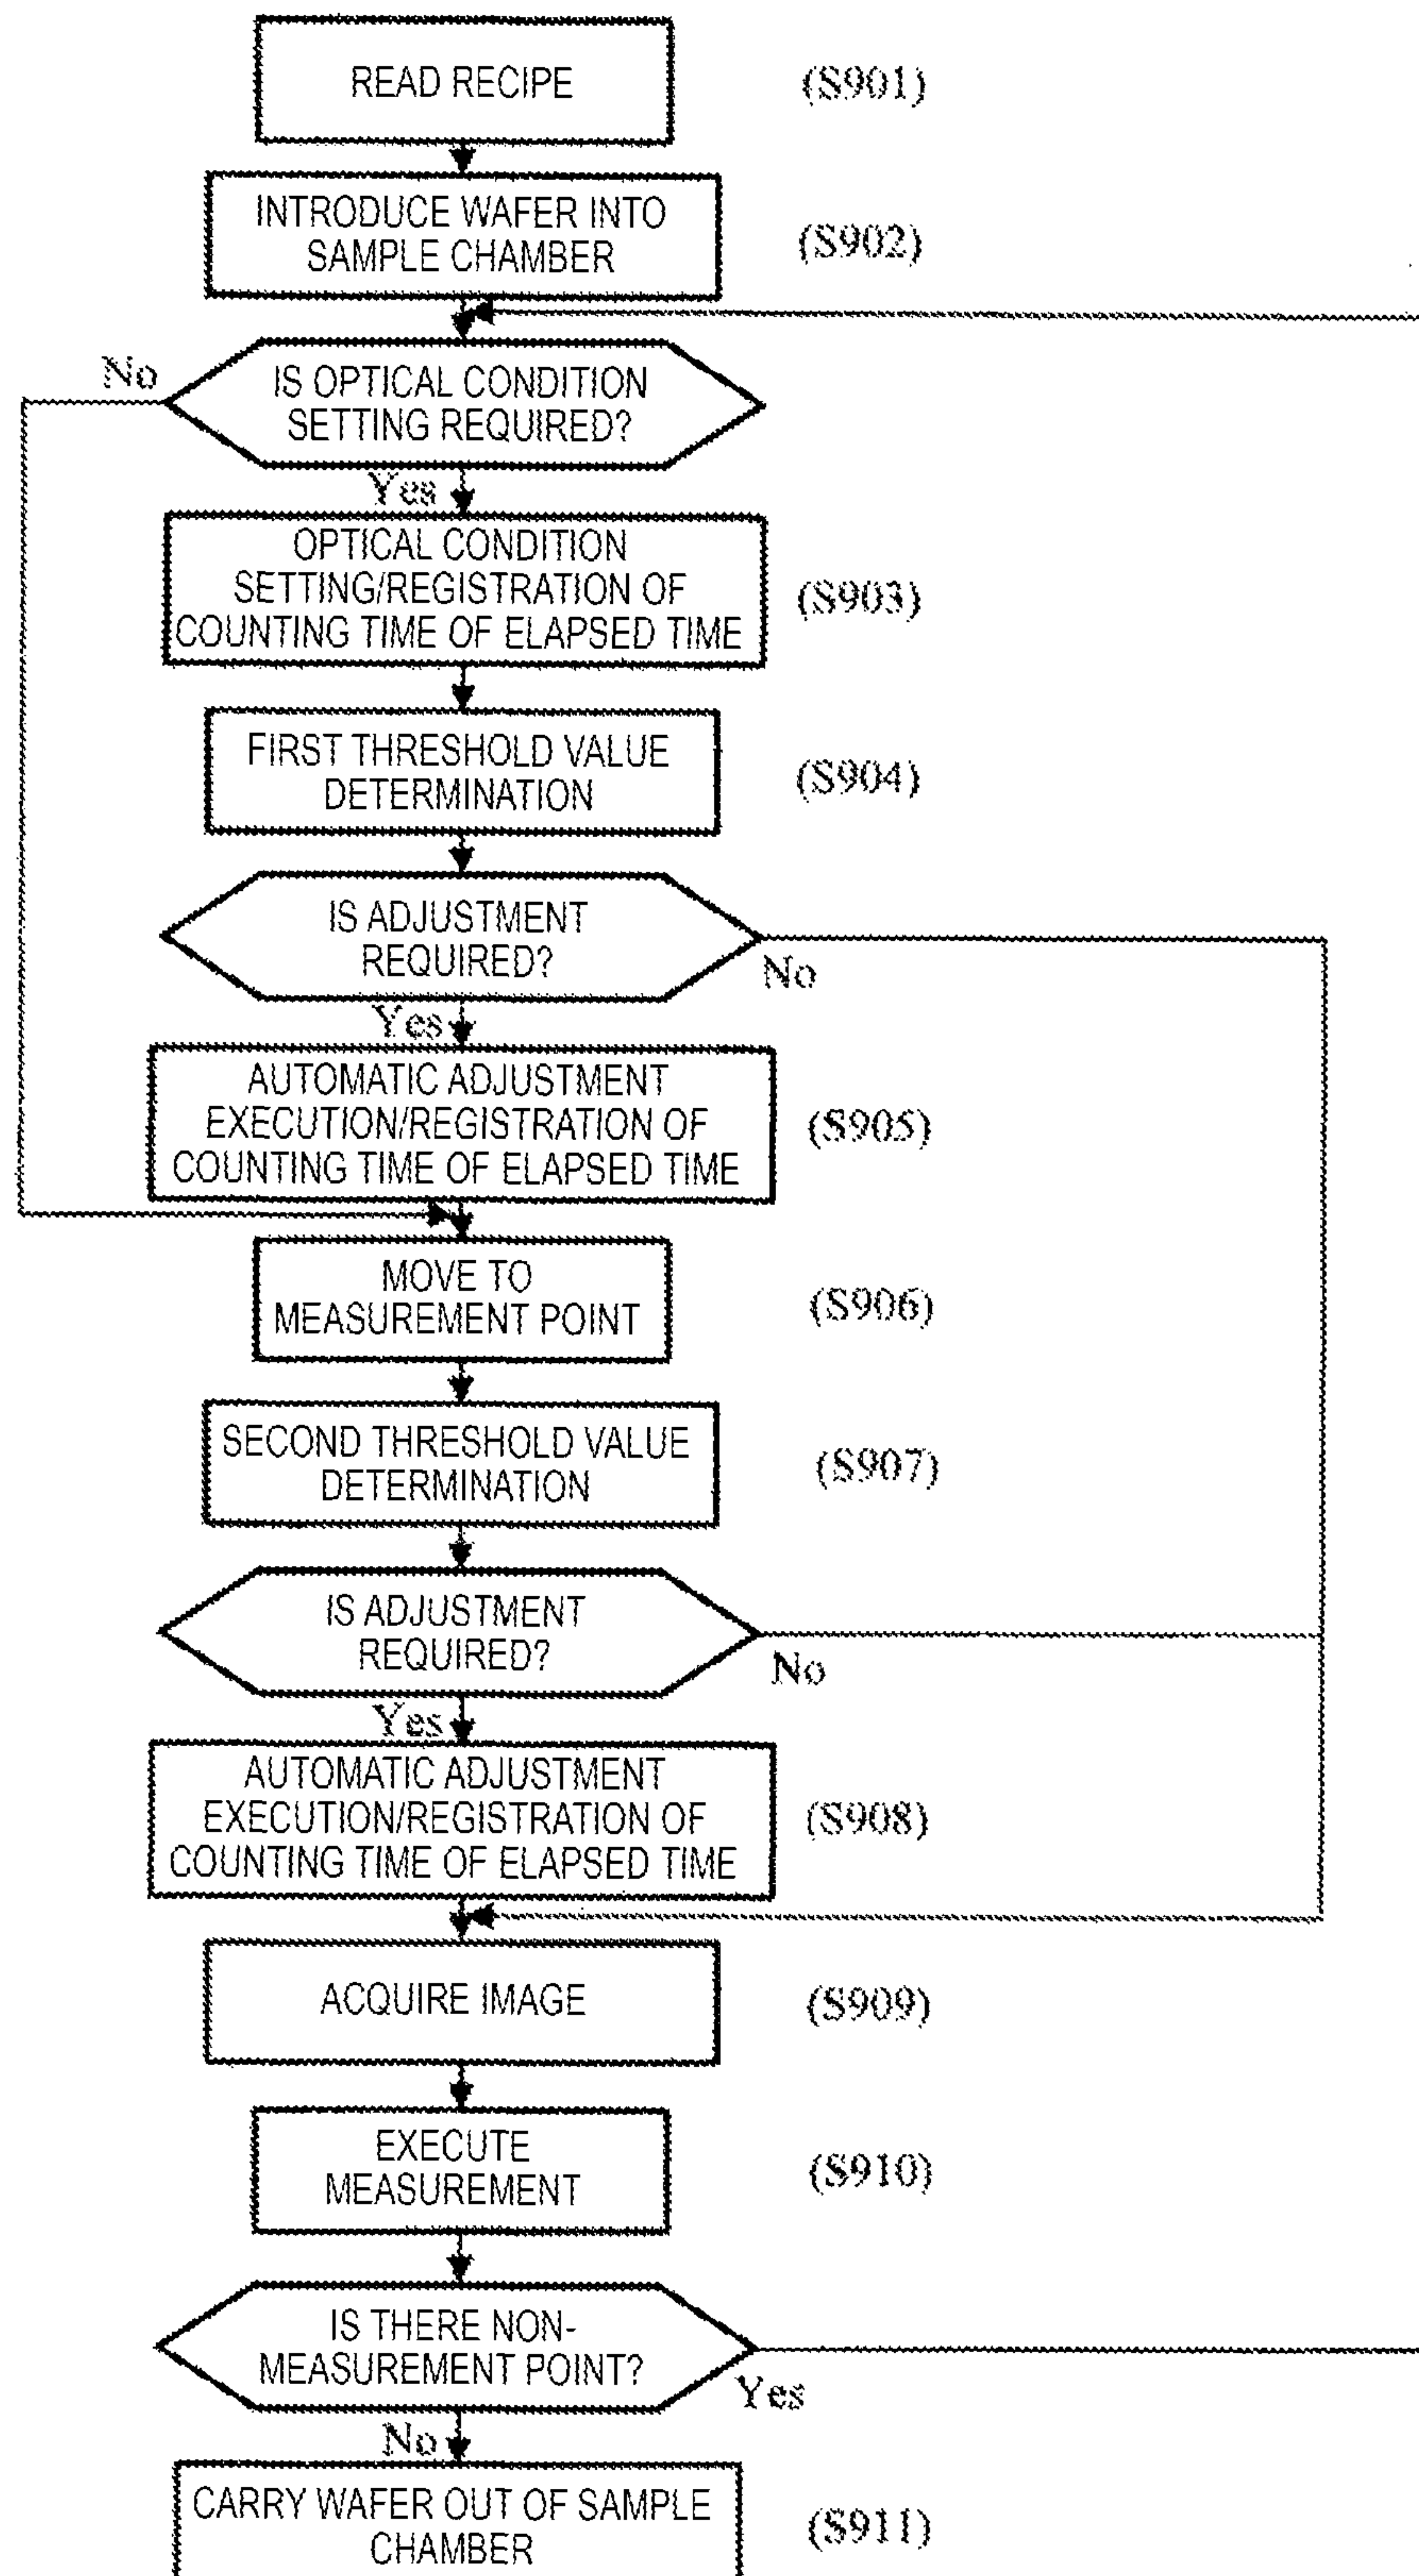 READ RECIPE
(S901)
INTRODUCE WAFER INTO
SAMPLE CHAMBER
(S902)
No
IS OPTICAL CONDITION
SETTING REQUIRED?
Yes
OPTICAL CONDITION
SETTING/REGISTRATION OF
COUNTING TIME OF ELAPSED TIME
(S903)
FIRST THRESHOLD VALUE
DETERMINATION
(S904)
IS ADJUSTMENT
REQUIRED?
No
Yes
AUTOMATIC ADJUSTMENT
EXECUTION/REGISTRATION OF
COUNTING TIME OF ELAPSED TIME
(S905)
MOVE TO
MEASUREMENT POINT
(S906)
SECOND THRESHOLD VALUE
DETERMINATION
(S907)
IS ADJUSTMENT
REQUIRED?
No
Yes
AUTOMATIC ADJUSTMENT
EXECUTION/REGISTRATION OF
COUNTING TIME OF ELAPSED TIME
(S908)
ACQUIRE IMAGE
(S909)
EXECUTE
MEASUREMENT
(S910)
IS THERE NON-
MEASUREMENT POINT?
Yes
No
CARRY WAFER OUT OF SAMPLE
CHAMBER
(S911)